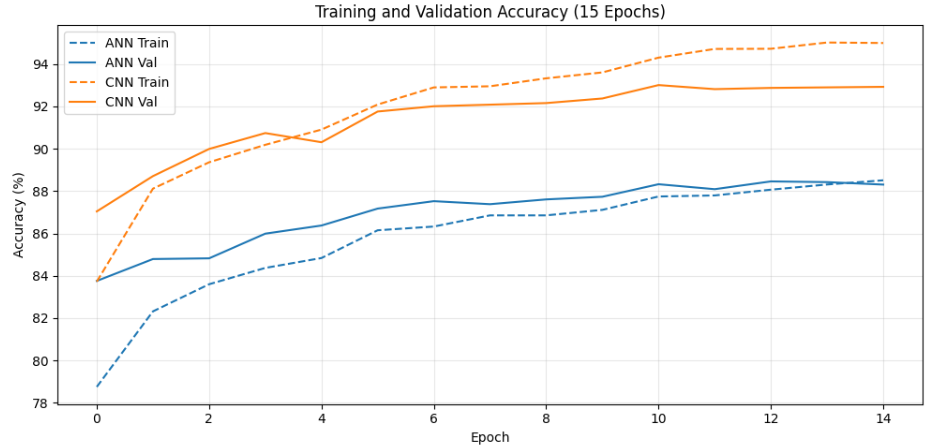 Training and Validation Accuracy (15 Epochs)
ANN Train
ANN Val
CNN Train
CNN Val
Accuracy (%)
94
92
90
88
86
84
82
80
78
0
2
4
6
8
10
12
14
Epoch